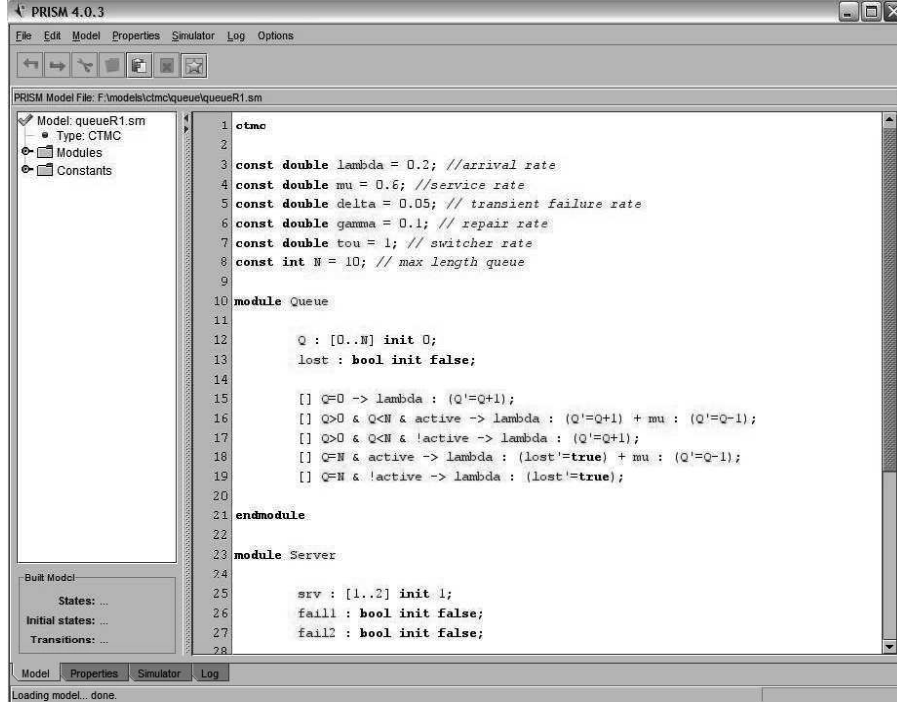 PRISM 4.0.3
File Edit Model Properties Simulator Log Options
PRISM Model File: F:\models\ctmc\queue\queueR1.sm
Model: queueR1.sm
Type: CTMC
Modules
Constants
Built Model
States: ...
Initial states: ...
Transitions: ...
1 ctmc
2
3 const double lambda = 0.2; //arrival rate
4 const double mu = 0.6; //service rate
5 const double delta = 0.05; // transient failure rate
6 const double gamma = 0.1; // repair rate
7 const double tou = 1; // switcher rate
8 const int N = 10; // max length queue
9
10 module Queue
11
12 Q : [0..N] init 0;
13 lost : bool init false;
14
15 [] Q=0 -> lambda : (Q'=Q+1);
16 [] Q>0 & Q<N & active -> lambda : (Q'=Q+1) + mu : (Q'=Q-1);
17 [] Q>0 & Q<N & !active -> lambda : (Q'=Q+1);
18 [] Q=N & active -> lambda : (lost'=true) + mu : (Q'=Q-1);
19 [] Q=N & !active -> lambda : (lost'=true);
20
21 endmodule
22
23 module Server
24
25 srv : [1..2] init 1;
26 fail1 : bool init false;
27 fail2 : bool init false;
28
Model Properties Simulator Log
Loading model... done.